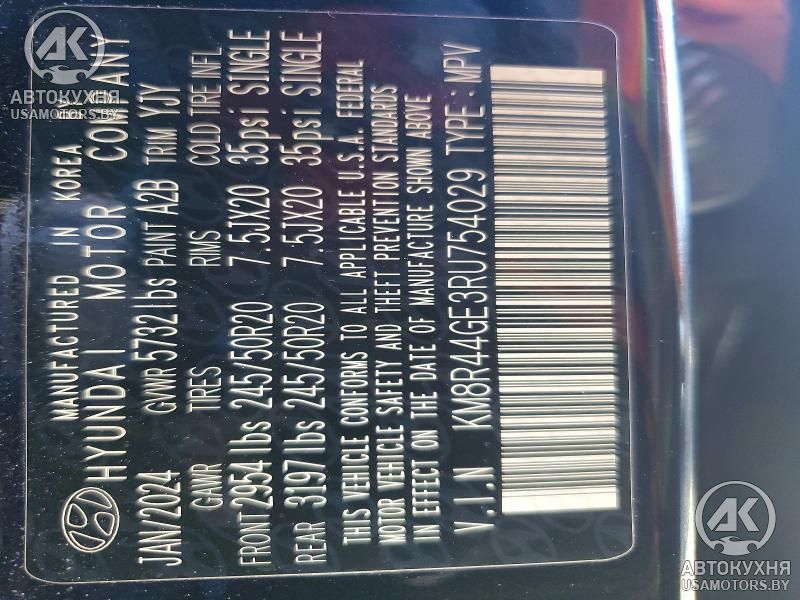 MANUFACTURED IN KOREA BY
HYUNDAI MOTOR COMPANY
JAN/2024 GVWR 5732 lbs PAINT A2B TRIM YJY
GAWR TIRES RIMS COLD TIRE INFL
FRONT 2954 lbs 245/50R20 7.5JX20 35psi SINGLE
REAR 3197 lbs 245/50R20 7.5JX20 35psi SINGLE
THIS VEHICLE CONFORMS TO ALL APPLICABLE U.S.A. FEDERAL
MOTOR VEHICLE SAFETY AND THEFT PREVENTION STANDARDS
IN EFFECT ON THE DATE OF MANUFACTURE SHOWN ABOVE
V.I.N KM8R44GE3RU754029 TYPE : MPV
АК
АВТОКУХНЯ
USAMOTORS.BY
АК
АВТОКУХНЯ
USAMOTORS.BY